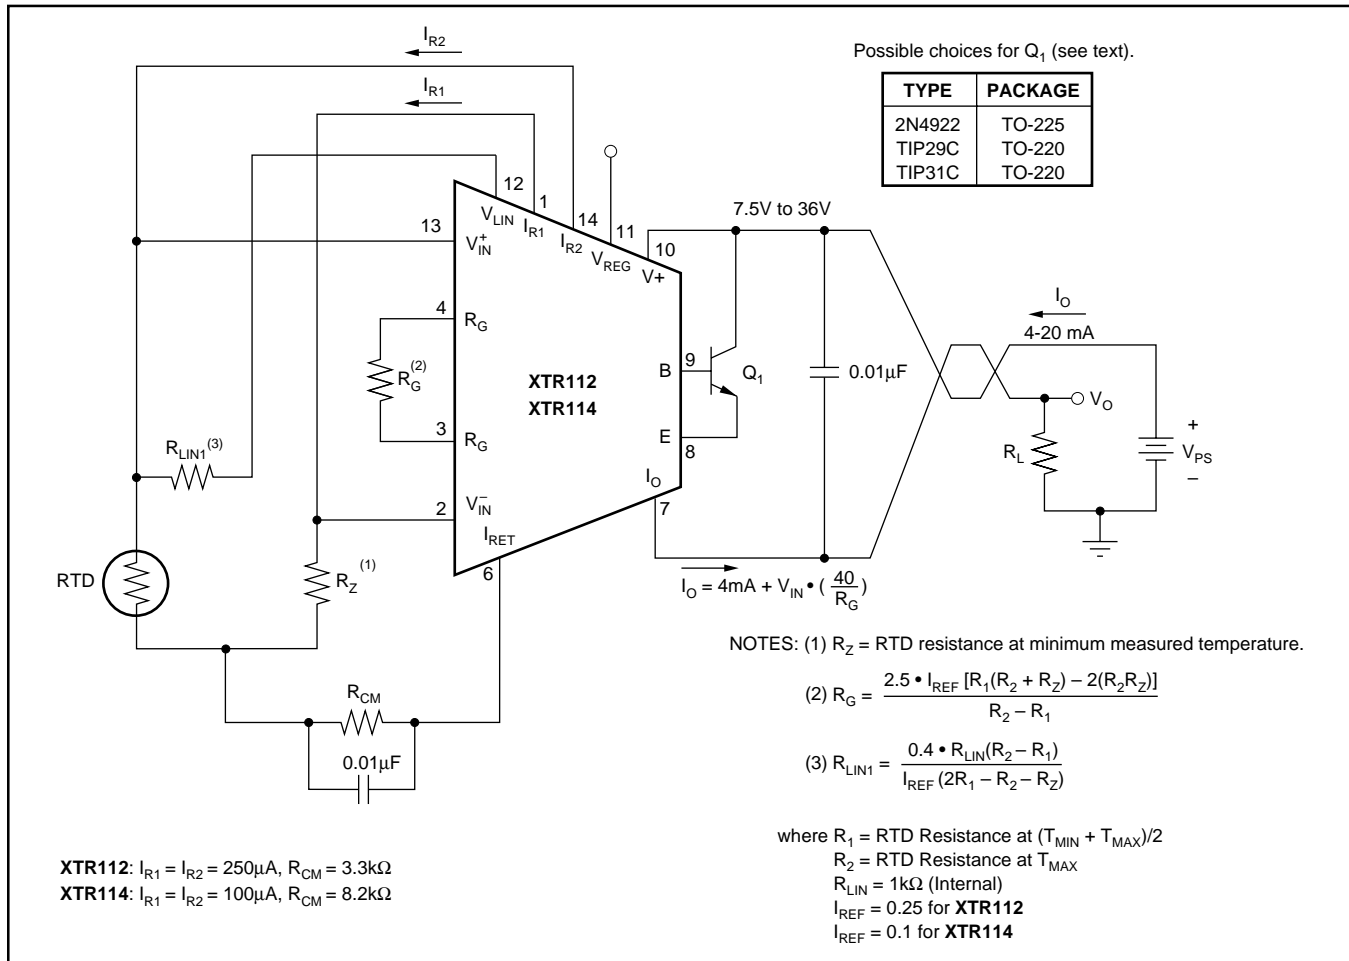 I_R2
I_R1
Possible choices for Q1 (see text).
TYPE PACKAGE
2N4922 TO-225
TIP29C TO-220
TIP31C TO-220
12
V_LIN
1
I_R1
14
I_R2
11
V_REG
10
V+
7.5V to 36V
13
V_IN^+
4
R_G
R_G^(2)
3
R_G
XTR112
XTR114
B
9
Q1
E
8
0.01µF
I_O
4-20 mA
V_O
R_L
+
V_PS
–
R_LIN1^(3)
2
V_IN^–
I_RET
6
I_O
7
RTD
R_Z^(1)
I_O = 4mA + V_IN • (40/R_G)
R_CM
0.01µF
NOTES: (1) R_Z = RTD resistance at minimum measured temperature.
(2) R_G = 2.5 • I_REF [R_1(R_2 + R_Z) – 2(R_2R_Z)] / R_2 – R_1
(3) R_LIN1 = 0.4 • R_LIN(R_2 – R_1) / I_REF (2R_1 – R_2 – R_Z)
where R_1 = RTD Resistance at (T_MIN + T_MAX)/2
R_2 = RTD Resistance at T_MAX
R_LIN = 1kΩ (Internal)
I_REF = 0.25 for XTR112
I_REF = 0.1 for XTR114
XTR112: I_R1 = I_R2 = 250µA, R_CM = 3.3kΩ
XTR114: I_R1 = I_R2 = 100µA, R_CM = 8.2kΩ